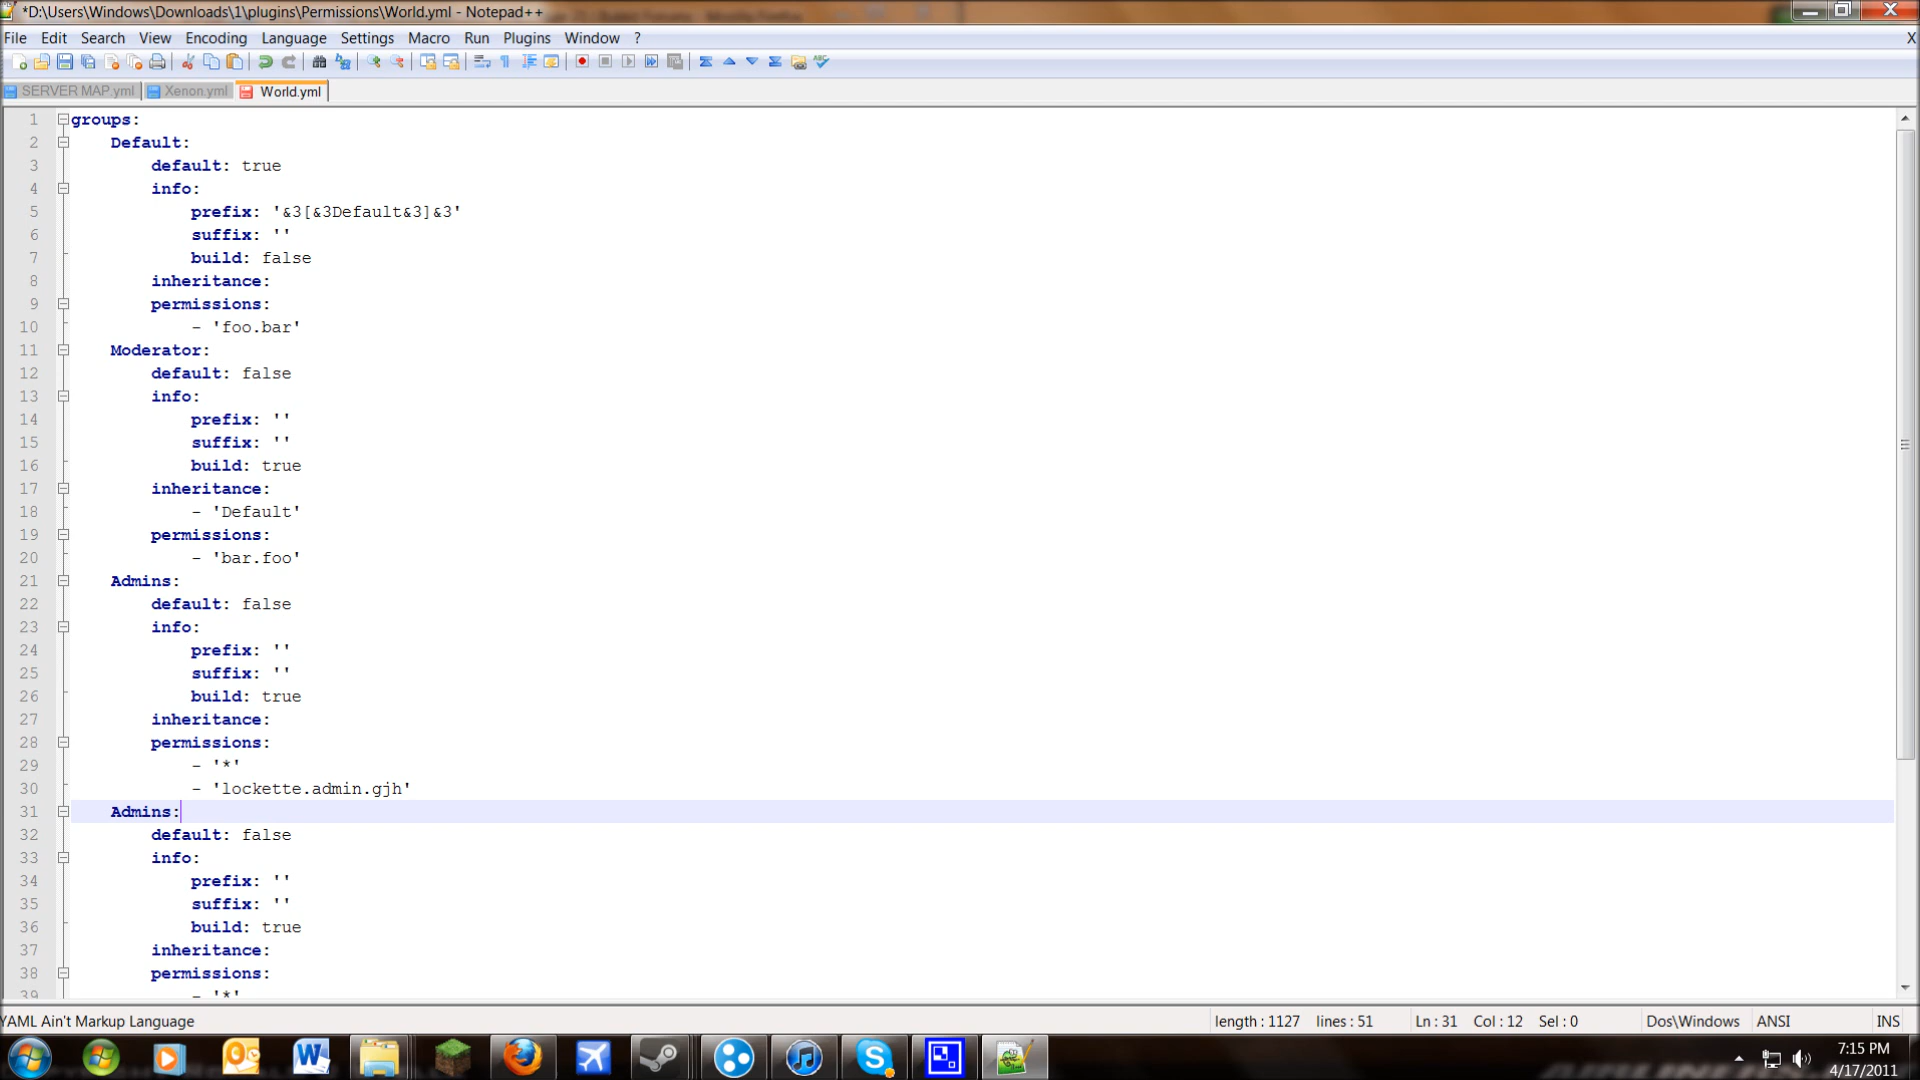 *D:\Users\Windows\Downloads\1\plugins\Permissions\World.yml - Notepad++
File Edit Search View Encoding Language Settings Macro Run Plugins Window ? X
SERVER MAP.yml Xenon.yml World.yml
1 groups:
2 Default:
3 default: true
4 info:
5 prefix: '&3[&3Default&3]&3'
6 suffix: ''
7 build: false
8 inheritance:
9 permissions:
10 - 'foo.bar'
11 Moderator:
12 default: false
13 info:
14 prefix: ''
15 suffix: ''
16 build: true
17 inheritance:
18 - 'Default'
19 permissions:
20 - 'bar.foo'
21 Admins:
22 default: false
23 info:
24 prefix: ''
25 suffix: ''
26 build: true
27 inheritance:
28 permissions:
29 - '*'
30 - 'lockette.admin.gjh'
31 Admins:
32 default: false
33 info:
34 prefix: ''
35 suffix: ''
36 build: true
37 inheritance:
38 permissions:
39 - '*'
YAML Ain't Markup Language length : 1127 lines : 51 Ln : 31 Col : 12 Sel : 0 Dos\Windows ANSI INS
7:15 PM
4/17/2011